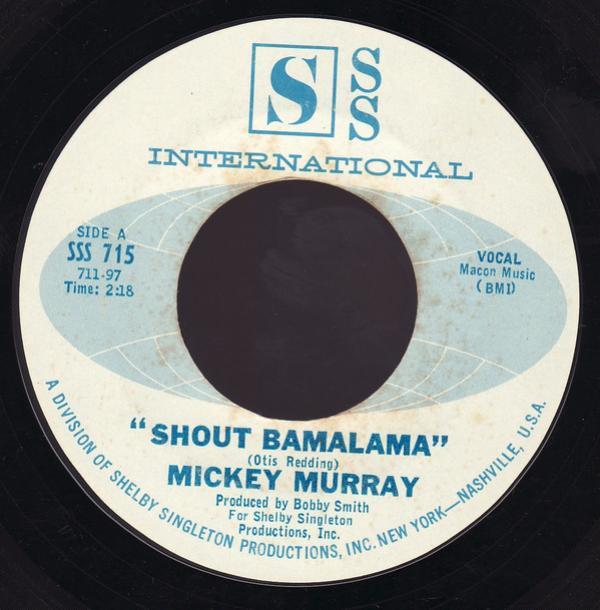 S S
S
INTERNATIONAL
SIDE A
SSS 715
711-97
Time: 2:18
VOCAL
Macon Music
(BMI)
"SHOUT BAMALAMA"
(Otis Redding)
MICKEY MURRAY
Produced by Bobby Smith
For Shelby Singleton
Productions, Inc.
A DIVISION OF SHELBY SINGLETON PRODUCTIONS, INC. NEW YORK—NASHVILLE, U.S.A.